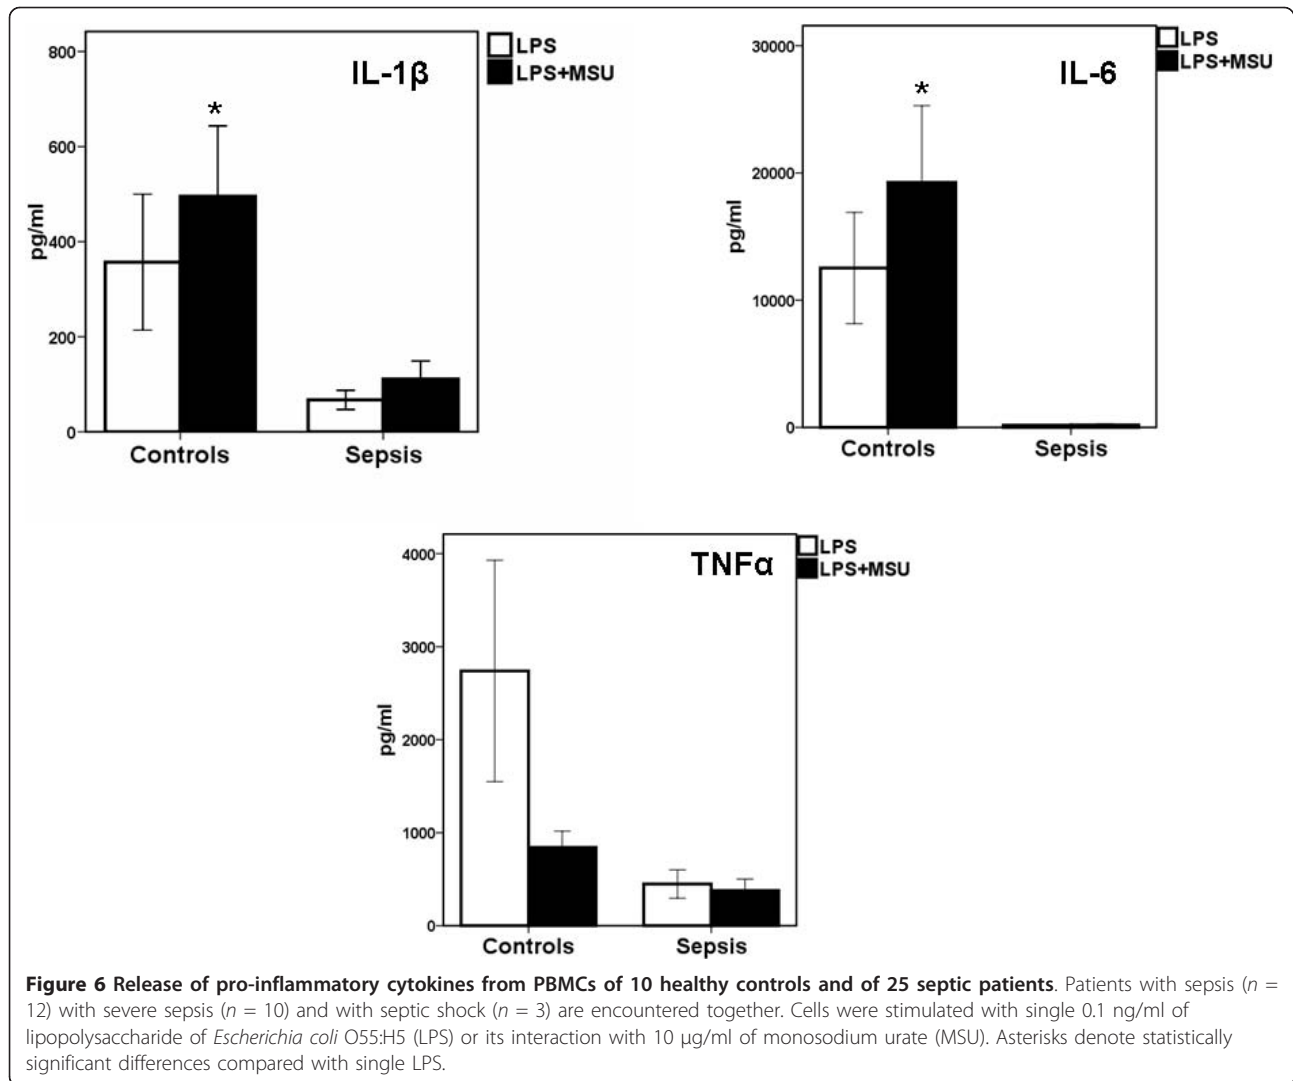 800
600
400
200
0
pg/ml
IL-1β
*
LPS
LPS+MSU
Controls Sepsis
30000
20000
10000
0
pg/ml
IL-6
*
LPS
LPS+MSU
Controls Sepsis
4000
3000
2000
1000
0
pg/ml
TNFα
LPS
LPS+MSU
Controls Sepsis
Figure 6 Release of pro-inflammatory cytokines from PBMCs of 10 healthy controls and of 25 septic patients. Patients with sepsis (n =
12) with severe sepsis (n = 10) and with septic shock (n = 3) are encountered together. Cells were stimulated with single 0.1 ng/ml of
lipopolysaccharide of Escherichia coli O55:H5 (LPS) or its interaction with 10 μg/ml of monosodium urate (MSU). Asterisks denote statistically
significant differences compared with single LPS.